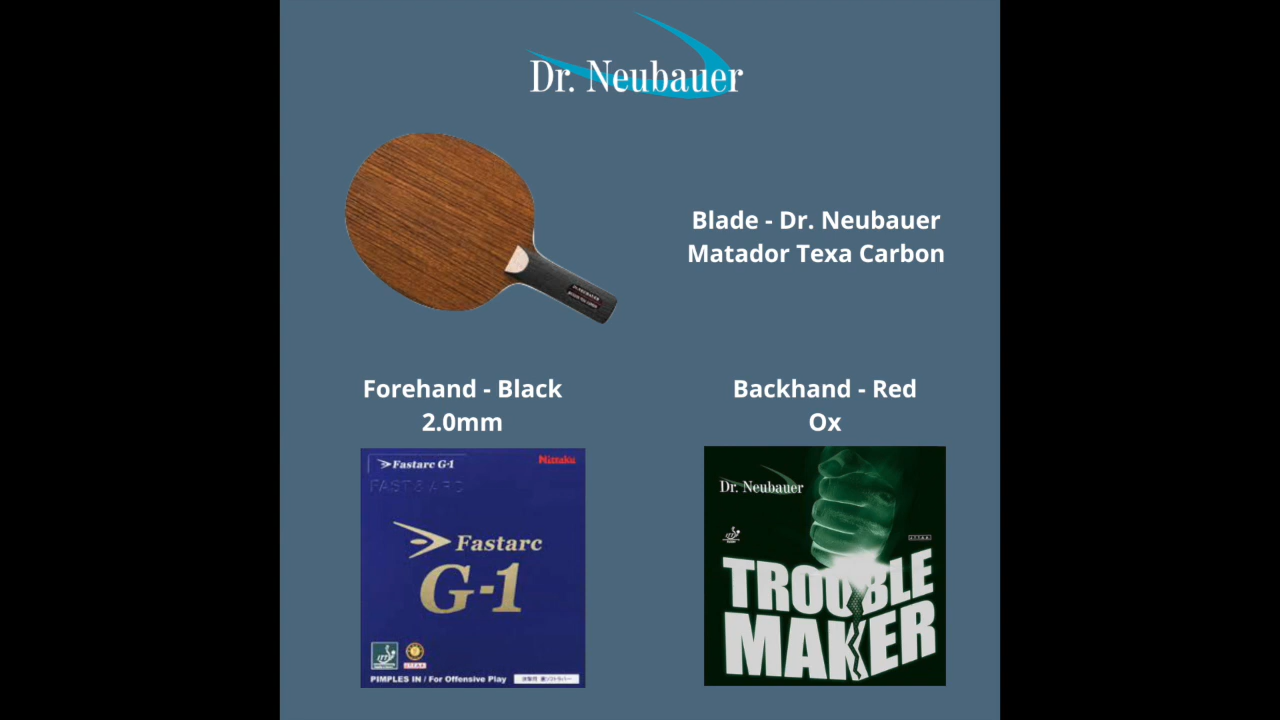 Dr. Neubauer
Blade - Dr. Neubauer
Matador Texa Carbon
Forehand - Black
2.0mm
Backhand - Red
Ox
Fastarc G-1
Nittaku
FAST & ARC
Fastarc
G-1
PIMPLES IN / For Offensive Play
Dr. Neubauer
TROUBLE
MAKER